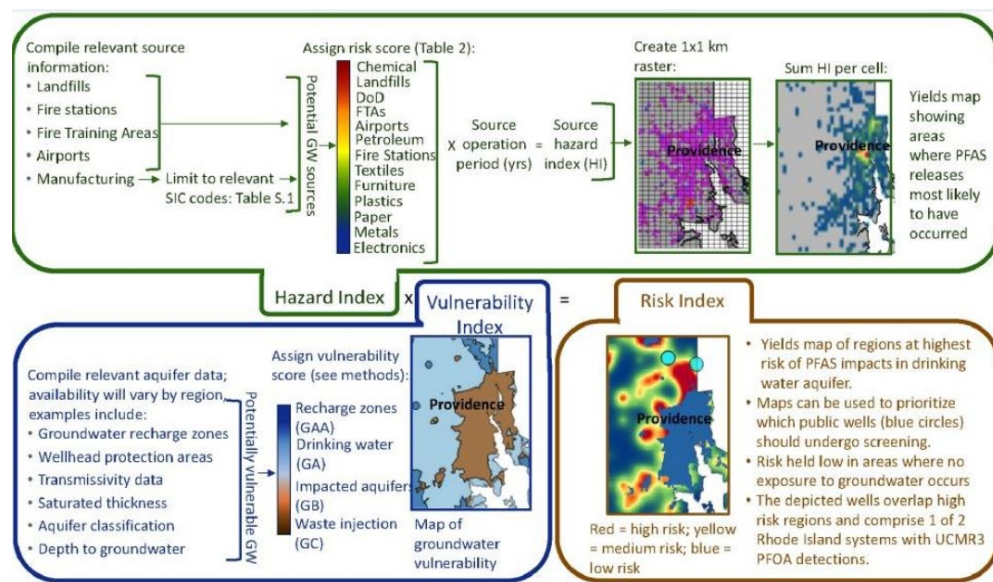 Compile relevant source
information:
• Landfills
• Fire stations
• Fire Training Areas
• Airports
• Manufacturing
Limit to relevant
SIC codes: Table S.1
Potential GW sources
Assign risk score (Table 2):
Chemical
Landfills
DoD
FTAs
Airports
Petroleum
Fire Stations
Textiles
Furniture
Plastics
Paper
Metals
Electronics
Source
X operation
period (yrs)
=
Source
hazard
index (HI)
Create 1x1 km
raster:
Providence
Sum HI per cell:
Providence
Yields map
showing
areas
where PFAS
releases
most likely
to have
occurred
Hazard Index x Vulnerability
Index
= Risk Index
Compile relevant aquifer data;
availability will vary by region,
examples include:
• Groundwater recharge zones
• Wellhead protection areas
• Transmissivity data
• Saturated thickness
• Aquifer classification
• Depth to groundwater
Potentially vulnerable GW
Assign vulnerability
score (see methods):
Recharge zones
(GAA)
Drinking water
(GA)
Impacted aquifers
(GB)
Waste injection
(GC)
Providence
Map of
groundwater
vulnerability
Providence
Red = high risk; yellow
= medium risk; blue =
low risk
• Yields map of regions at highest
risk of PFAS impacts in drinking
water aquifer.
• Maps can be used to prioritize
which public wells (blue circles)
should undergo screening.
• Risk held low in areas where no
exposure to groundwater occurs
• The depicted wells overlap high
risk regions and comprise 1 of 2
Rhode Island systems with UCMR3
PFOA detections.